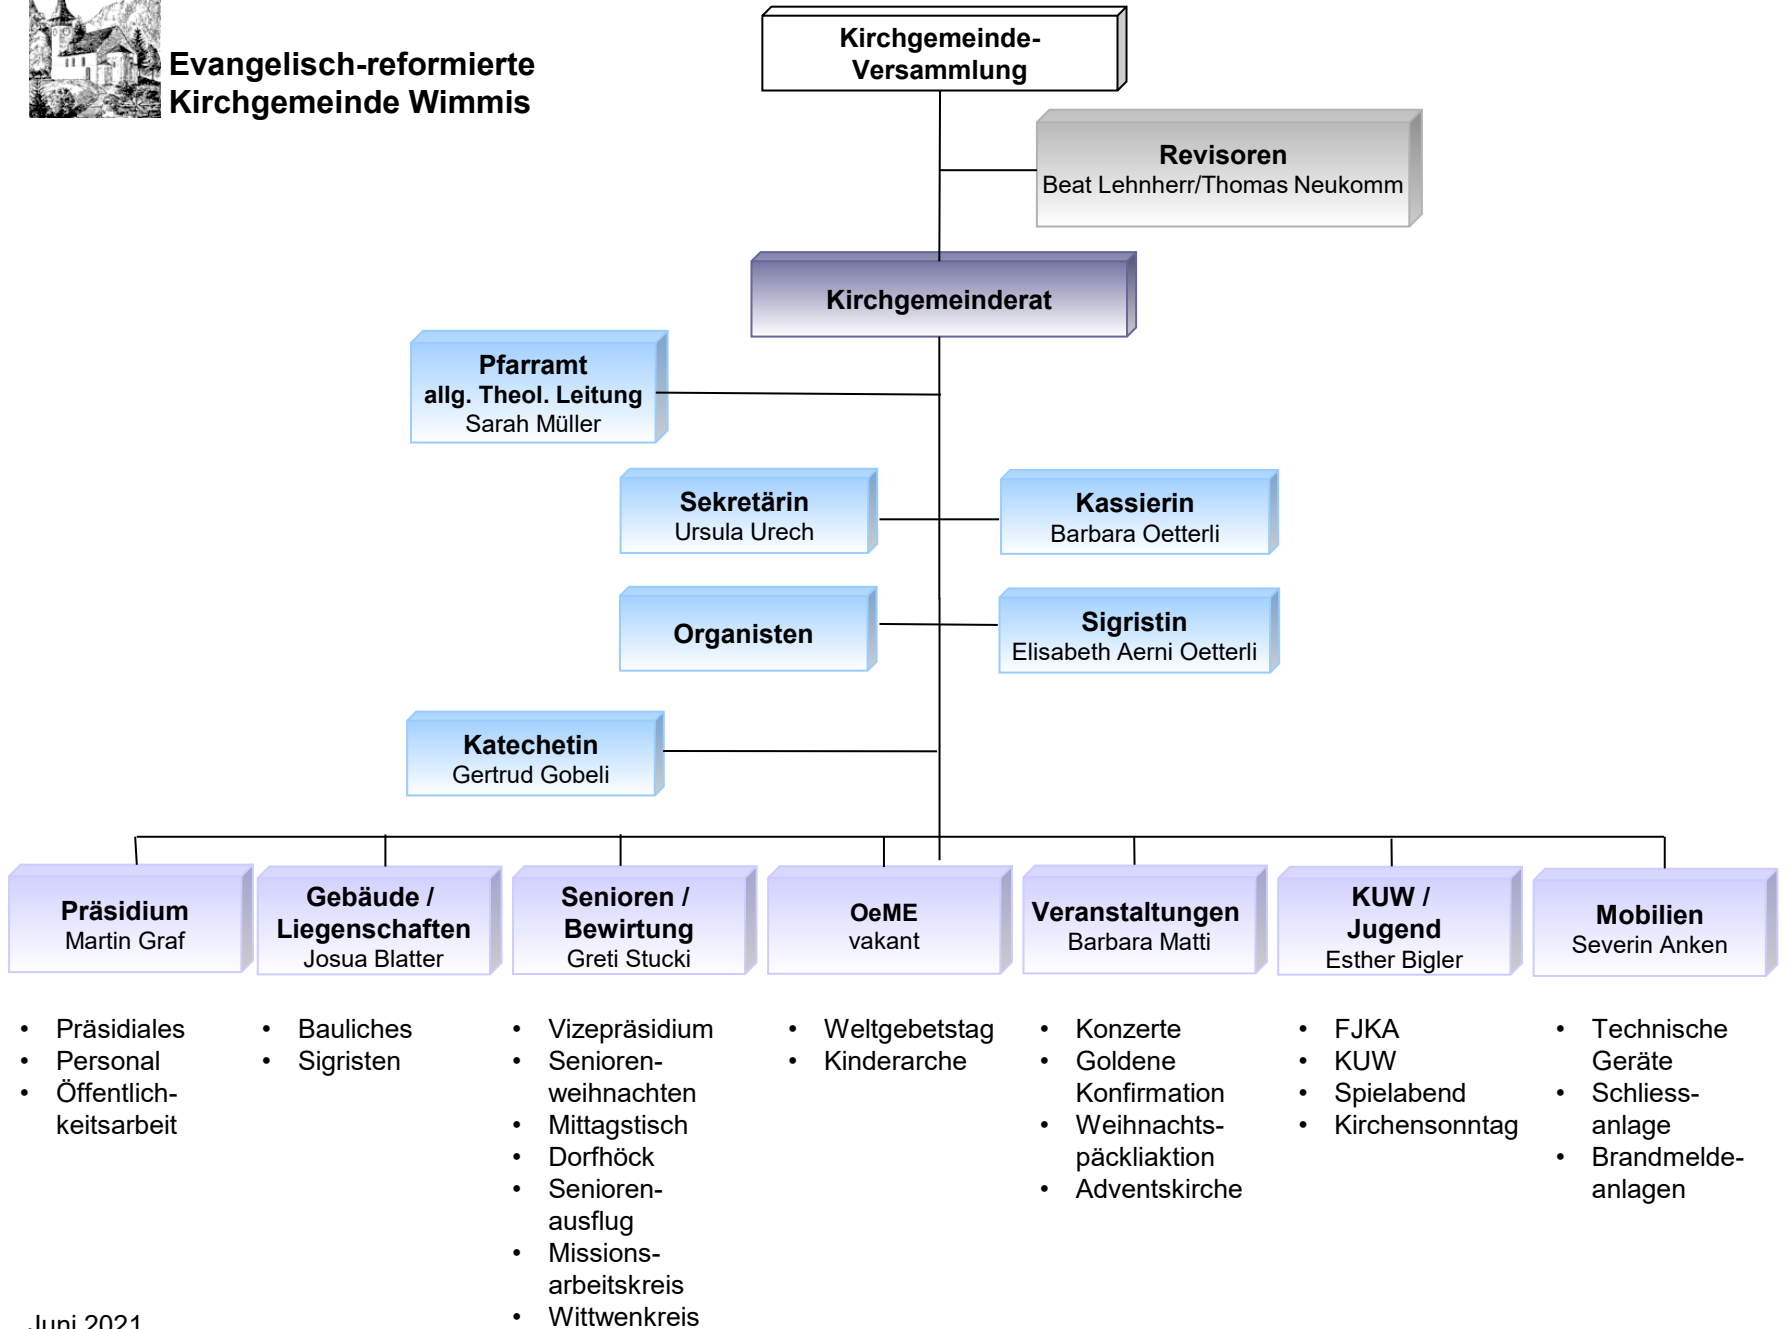 Evangelisch-reformierte
Kirchgemeinde Wimmis
Kirchgemeinde-
Versammlung
Revisoren
Beat Lehnherr/Thomas Neukomm
Kirchgemeinderat
Pfarramt
allg. Theol. Leitung
Sarah Müller
Sekretärin
Ursula Urech
Kassierin
Barbara Oetterli
Organisten
Sigristin
Elisabeth Aerni Oetterli
Katechetin
Gertrud Gobeli
Präsidium
Martin Graf
Gebäude /
Liegenschaften
Josua Blatter
Senioren /
Bewirtung
Greti Stucki
OeME
vakant
Veranstaltungen
Barbara Matti
KUW /
Jugend
Esther Bigler
Mobilien
Severin Anken
• Präsidiales
• Personal
• Öffentlich-
keitsarbeit
• Bauliches
• Sigristen
• Vizepräsidium
• Senioren-
weihnachten
• Mittagstisch
• Dorfhöck
• Senioren-
ausflug
• Missions-
arbeitskreis
• Wittwenkreis
• Weltgebetstag
• Kinderarche
• Konzerte
• Goldene
Konfirmation
• Weihnachts-
päckliaktion
• Adventskirche
• FJKA
• KUW
• Spielabend
• Kirchensonntag
• Technische
Geräte
• Schliess-
anlage
• Brandmelde-
anlagen
Juni 2021